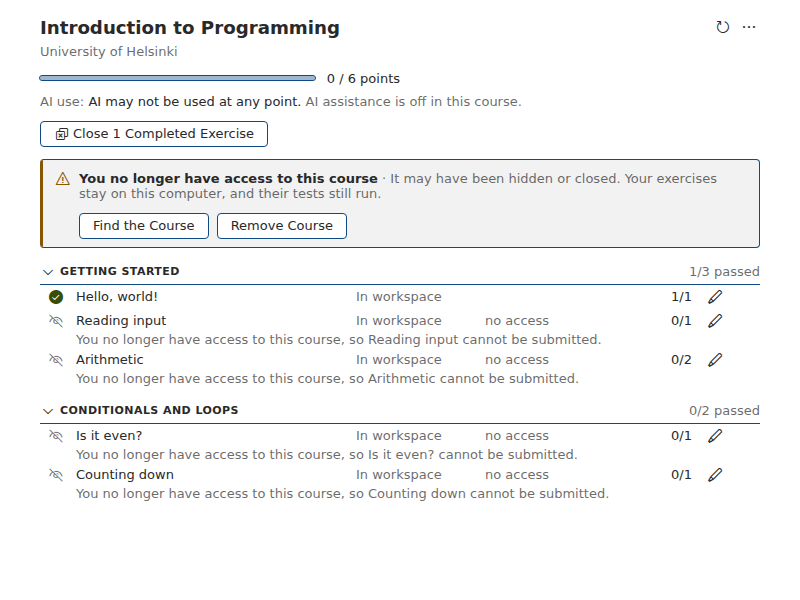 Introduction to Programming
University of Helsinki
0 / 6 points
AI use: AI may not be used at any point. AI assistance is off in this course.
Close 1 Completed Exercise
You no longer have access to this course · It may have been hidden or closed. Your exercises
stay on this computer, and their tests still run.
Find the Course
Remove Course
GETTING STARTED 1/3 passed
Hello, world! In workspace 1/1
Reading input In workspace no access 0/1
You no longer have access to this course, so Reading input cannot be submitted.
Arithmetic In workspace no access 0/2
You no longer have access to this course, so Arithmetic cannot be submitted.
CONDITIONALS AND LOOPS 0/2 passed
Is it even? In workspace no access 0/1
You no longer have access to this course, so Is it even? cannot be submitted.
Counting down In workspace no access 0/1
You no longer have access to this course, so Counting down cannot be submitted.